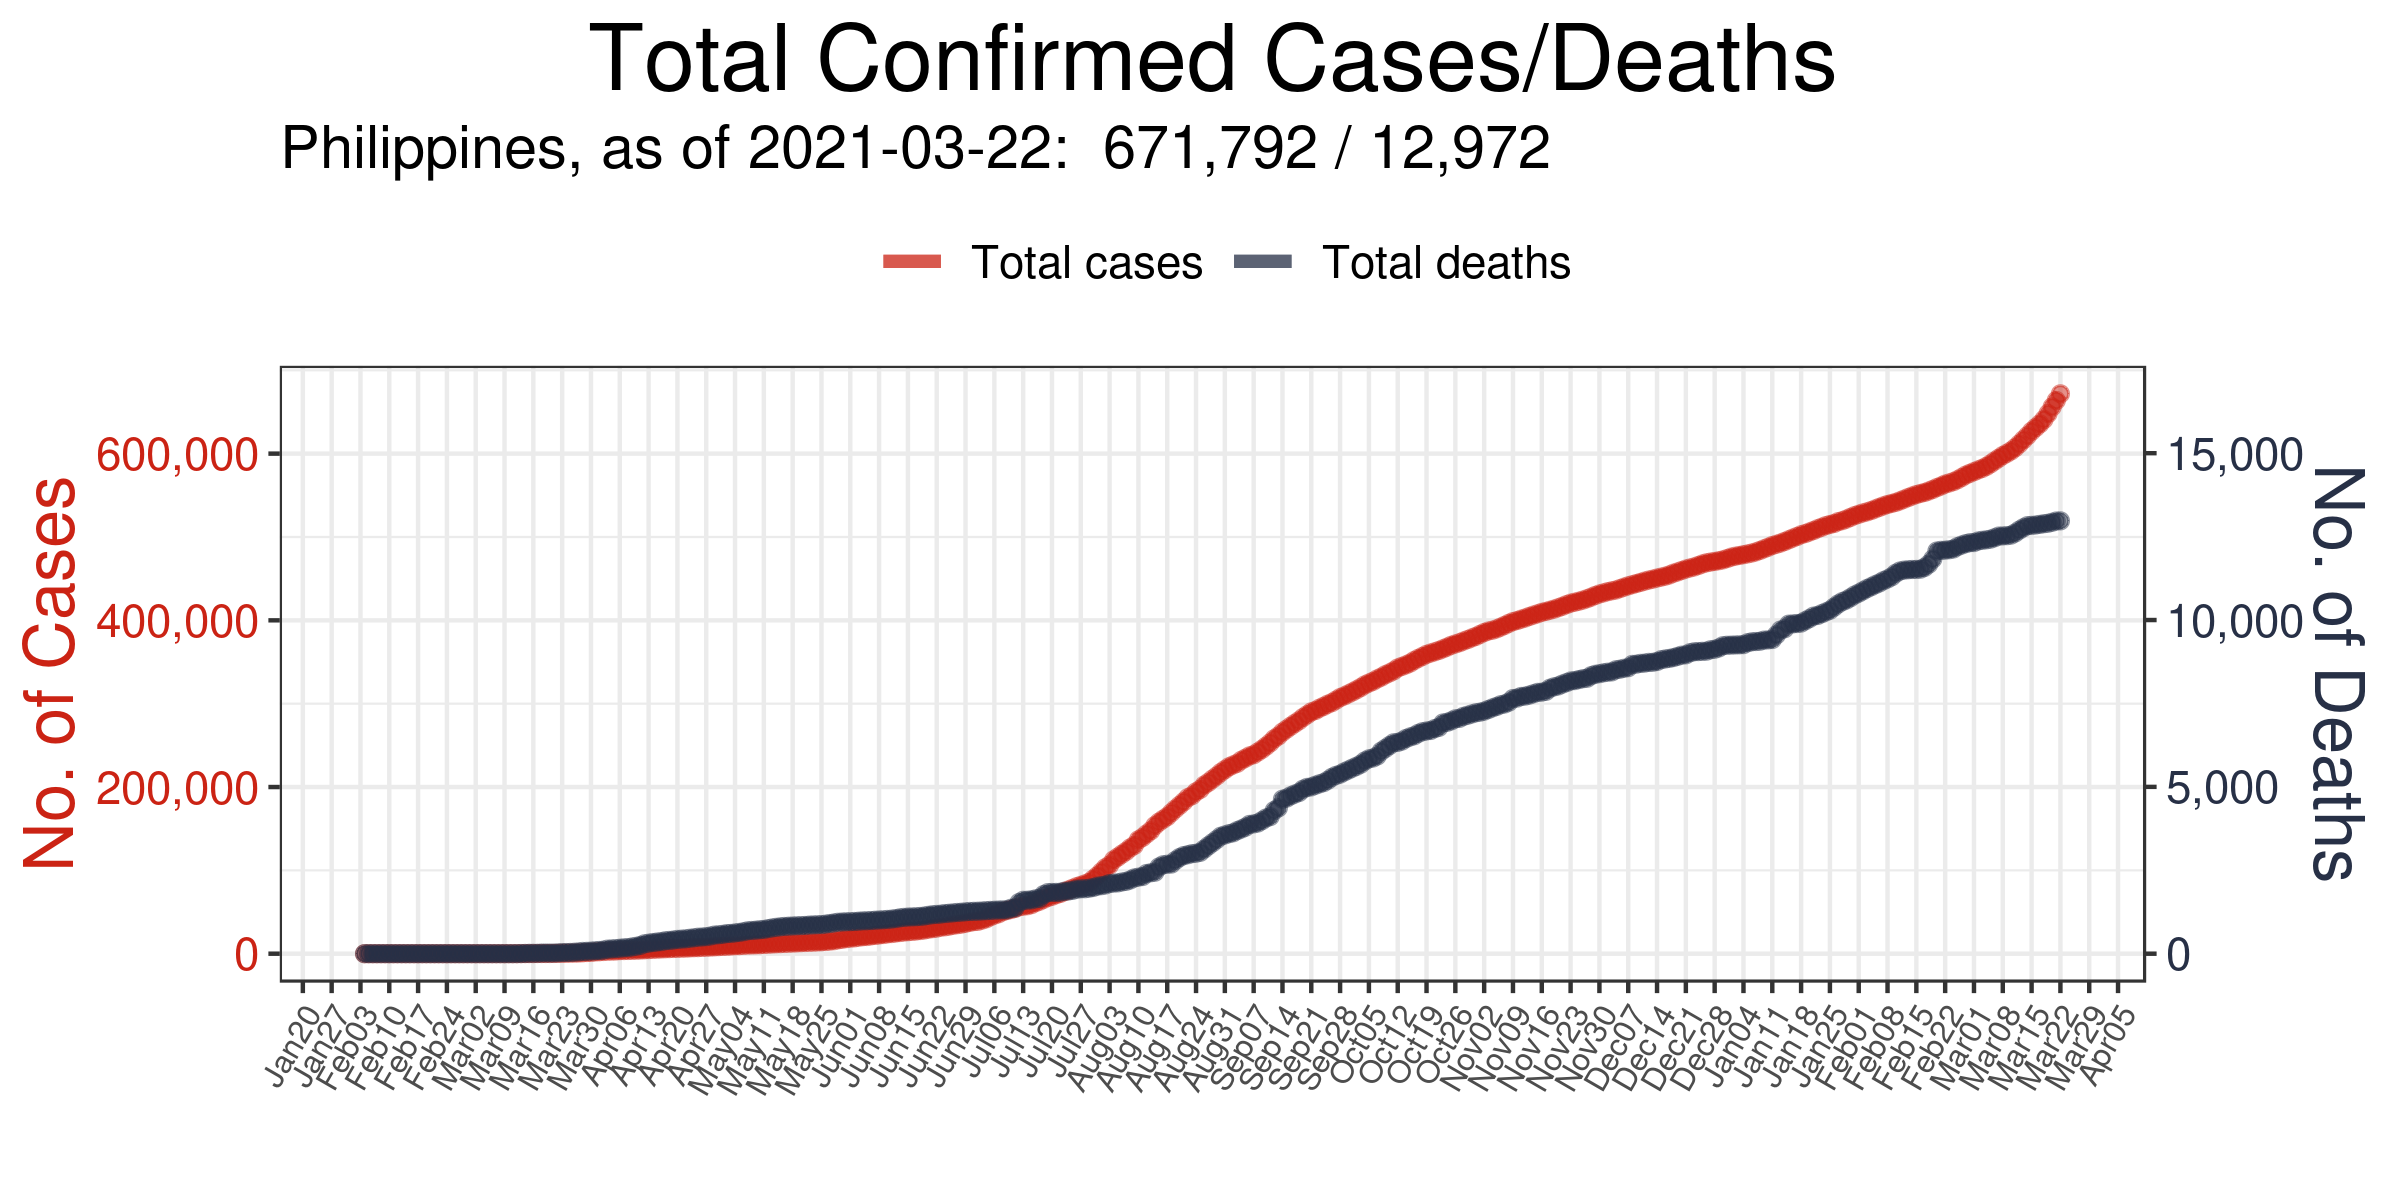 Total Confirmed Cases/Deaths
Philippines, as of 2021-03-22:  671,792 / 12,972
Total cases Total deaths
No. of Cases
600,000
400,000
200,000
0
15,000
10,000
5,000
0
No. of Deaths
Jan20 Jan27 Feb03 Feb10 Feb17 Feb24 Mar02 Mar09 Mar16 Mar23 Mar30 Apr06 Apr13 Apr20 Apr27 May04 May11 May18 May25 Jun01 Jun08 Jun15 Jun22 Jun29 Jul06 Jul13 Jul20 Jul27 Aug03 Aug10 Aug17 Aug24 Aug31 Sep07 Sep14 Sep21 Sep28 Oct05 Oct12 Oct19 Oct26 Nov02 Nov09 Nov16 Nov23 Nov30 Dec07 Dec14 Dec21 Dec28 Jan04 Jan11 Jan18 Jan25 Feb01 Feb08 Feb15 Feb22 Mar01 Mar08 Mar15 Mar22 Mar29 Apr05